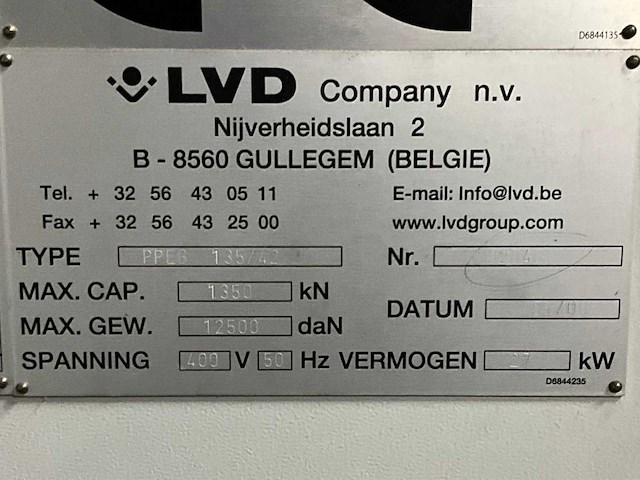 D6844135
LVD Company n.v.
Nijverheidslaan 2
B - 8560 GULLEGEM (BELGIE)
Tel. + 32 56 43 05 11 E-mail: Info@lvd.be
Fax + 32 56 43 25 00 www.lvdgroup.com
TYPE 135/42 Nr.
MAX. CAP. 1350 kN
DATUM
MAX. GEW. 12500 daN
SPANNING 400 V 50 Hz VERMOGEN kW
D6844235